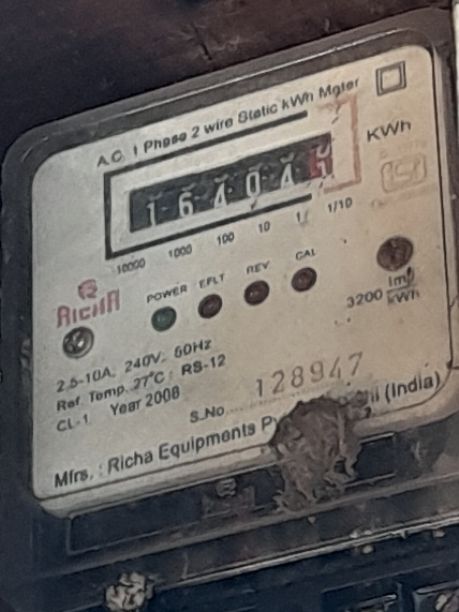 A.C. 1 Phase 2 wire Static kWh Meter
1 6 4 0 4
KWh
10000 1000 100 10 1 1/10
ISI
POWER EFLT REV CAL
RICHA
3200 imp/kWh
2.5-10A, 240V, 50Hz
Ref. Temp. 27°C : RS-12
CL-1 Year 2008
S.No. 128947
Mfrs. : Richa Equipments (India)